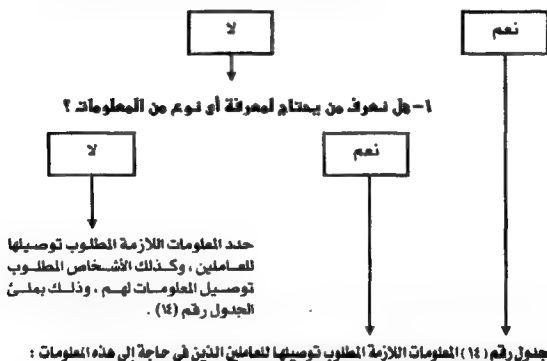 نعم
لا
١- هل نعرف من يحتاج لمعرفة أى نوع من المعلومات ؟
نعم
لا
حدد المعلومات اللازمة المطلوب توصيلها
للعاملين ، وكذلك الأشخاص المطلوب
توصيل المعلومات لهم ، وذلك بملئ
الجدول رقم (١٤) .
جدول رقم (١٤) المعلومات اللازمة المطلوب توصيلها للعاملين الذين فى حاجة إلى هذه المعلومات :